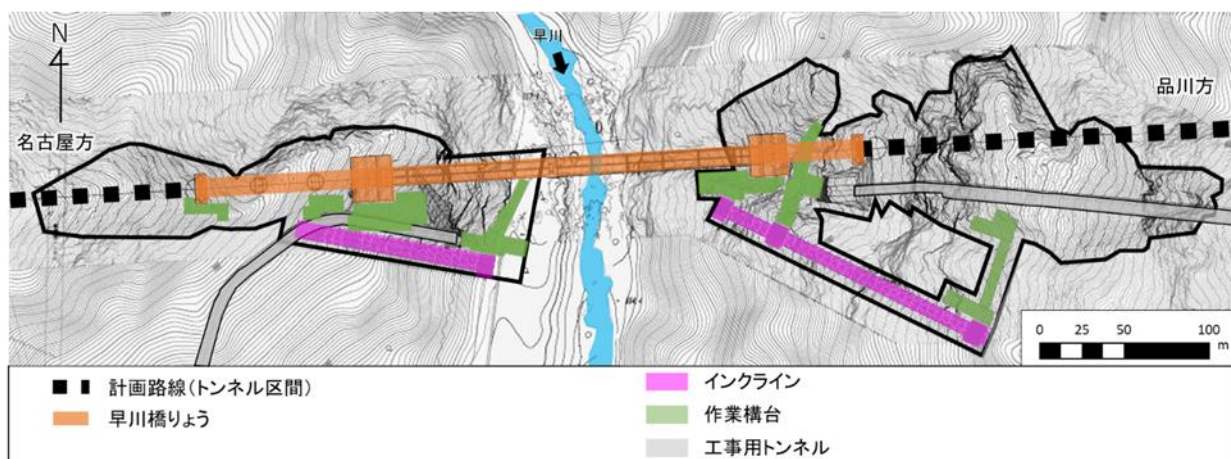 N
早川
品川方
名古屋方
0 25 50 100
m
計画路線(トンネル区間)
早川橋りょう
インクライン
作業構台
工事用トンネル